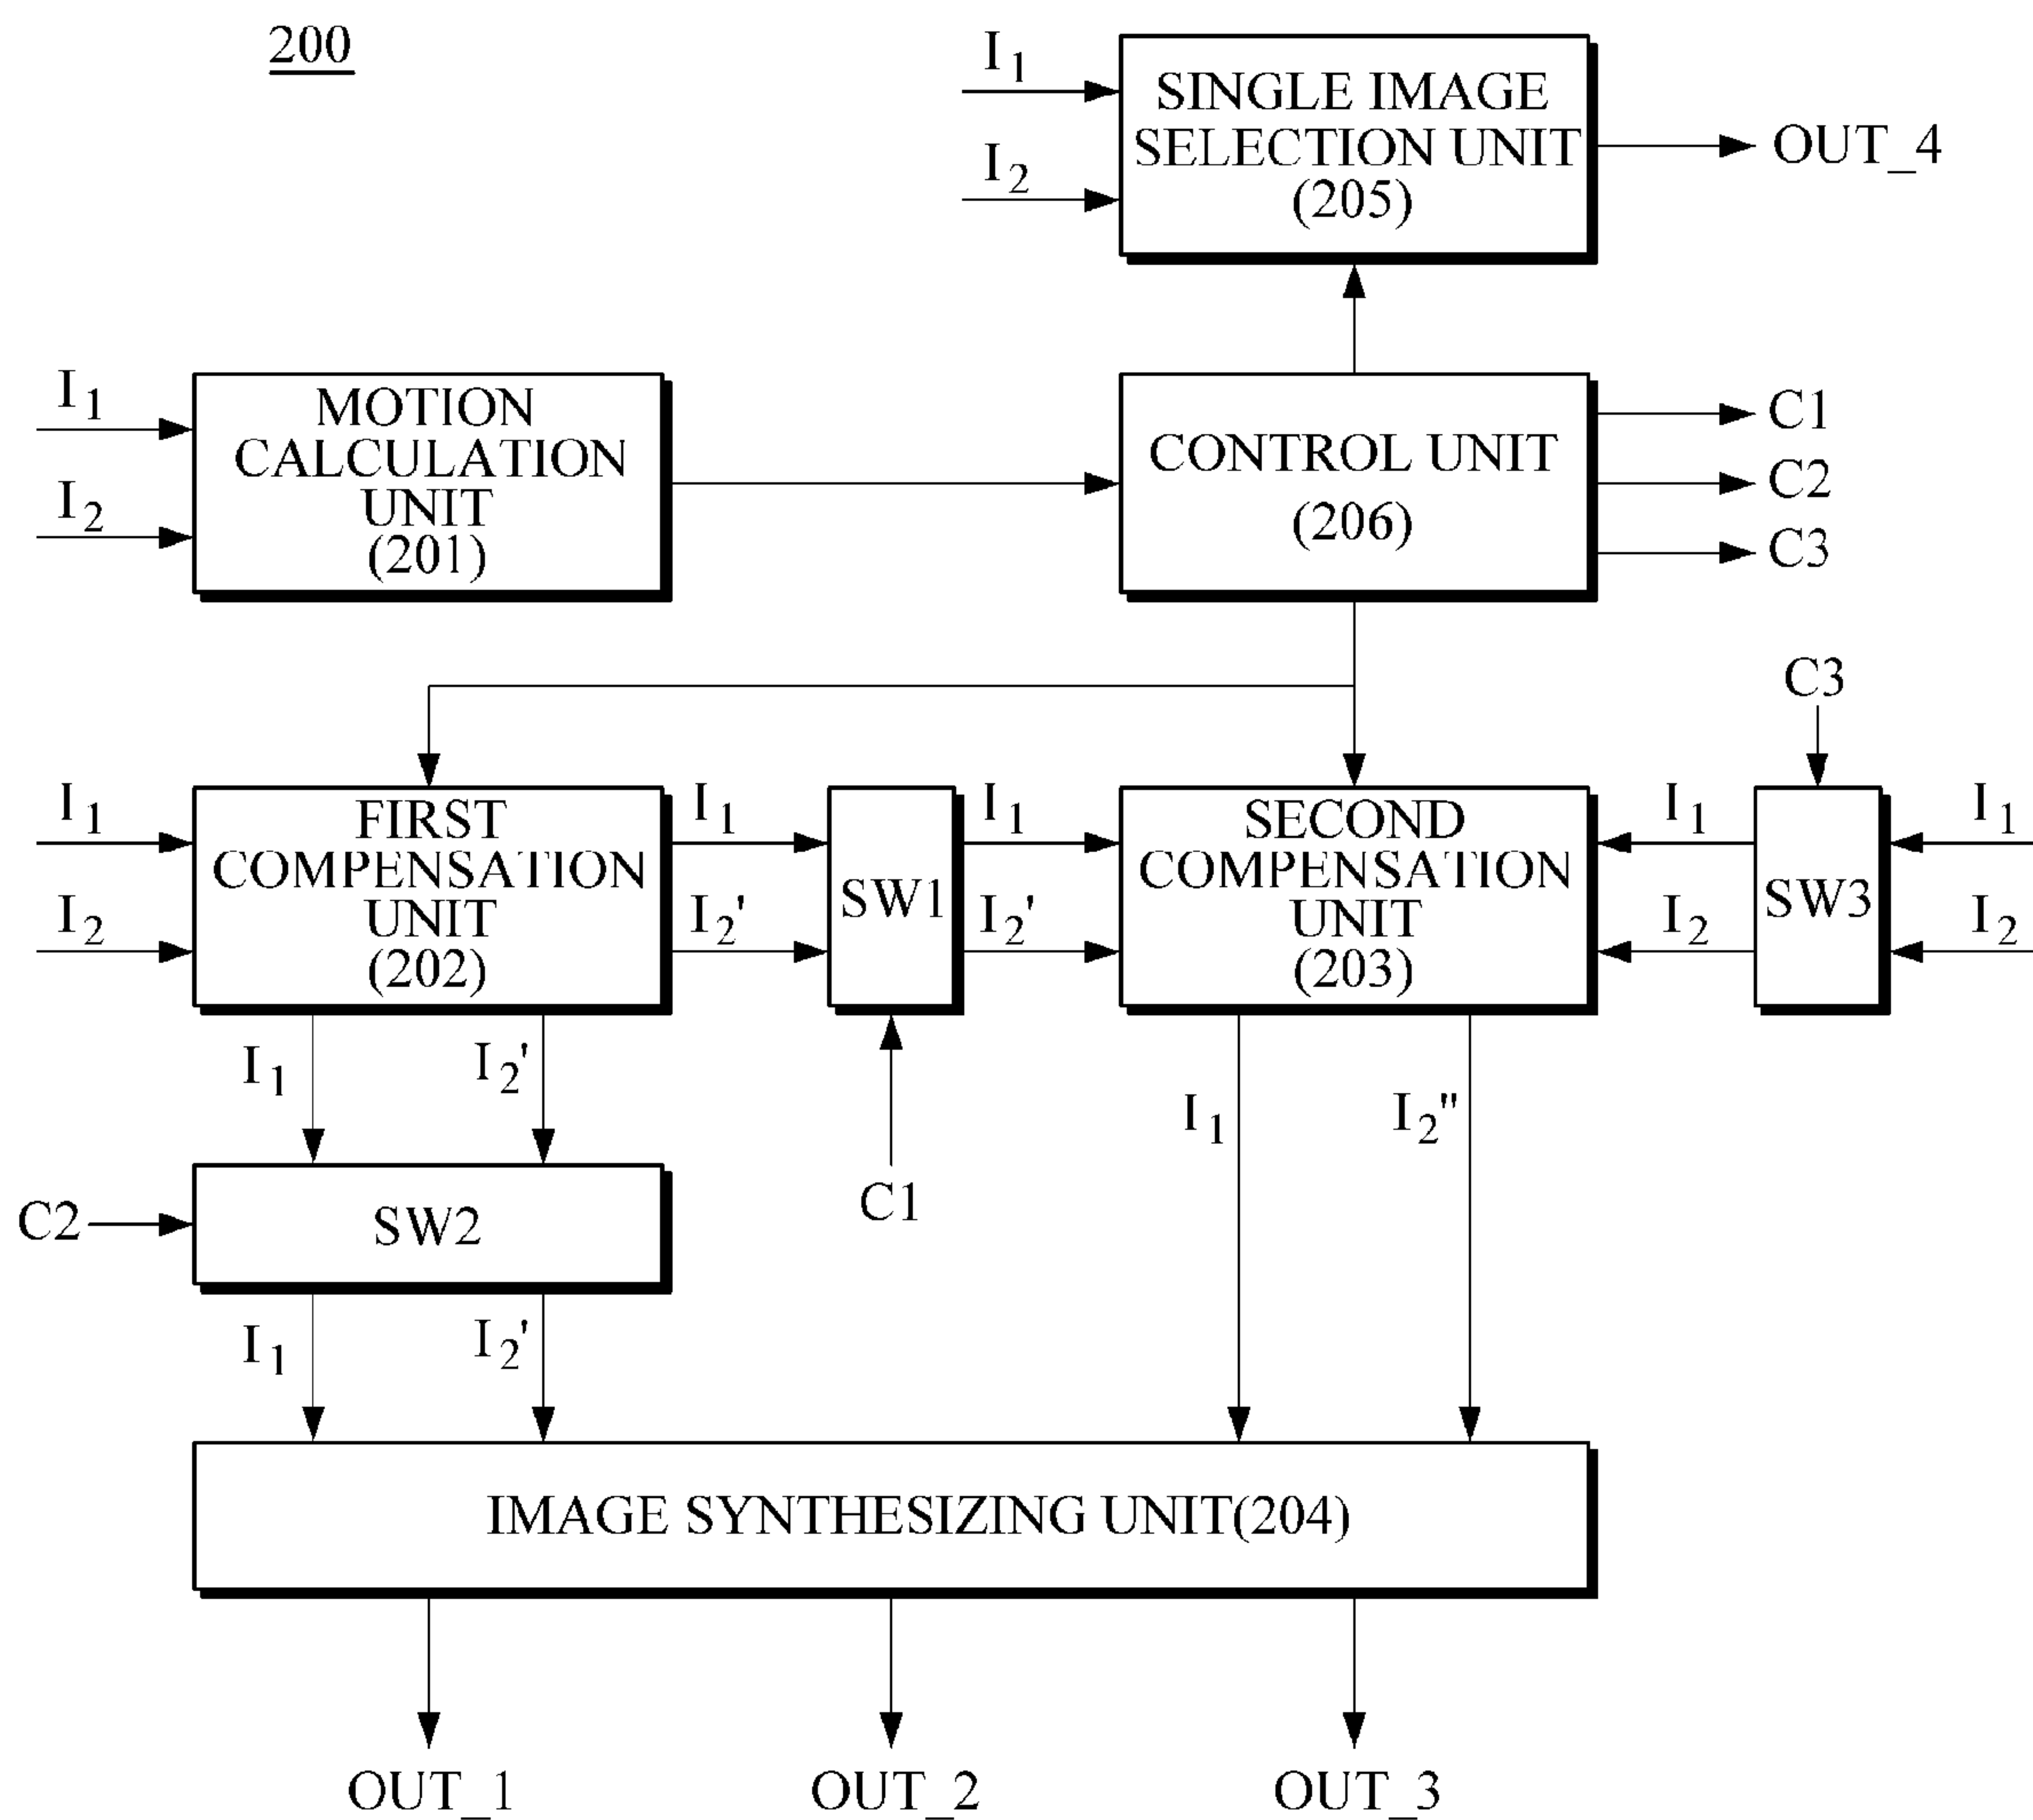 200
I1
I2
SINGLE IMAGE
SELECTION UNIT
(205)
OUT_4
I1
I2
MOTION
CALCULATION
UNIT
(201)
CONTROL UNIT
(206)
C1
C2
C3
C3
I1
I2
FIRST
COMPENSATION
UNIT
(202)
I1
I2'
SW1
I1
I2'
SECOND
COMPENSATION
UNIT
(203)
I1
I2
SW3
I1
I2
I1
I2'
C1
I1
I2"
C2
SW2
I1
I2'
IMAGE SYNTHESIZING UNIT(204)
OUT_1
OUT_2
OUT_3